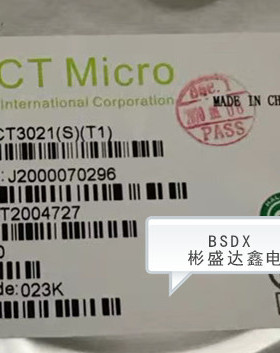 CT Micro
International Corporation
MADE IN CH
PASS
CT3021(S)(T1)
: J2000070296
T2004727
0
de: 023K
BSDX
彬盛达鑫电